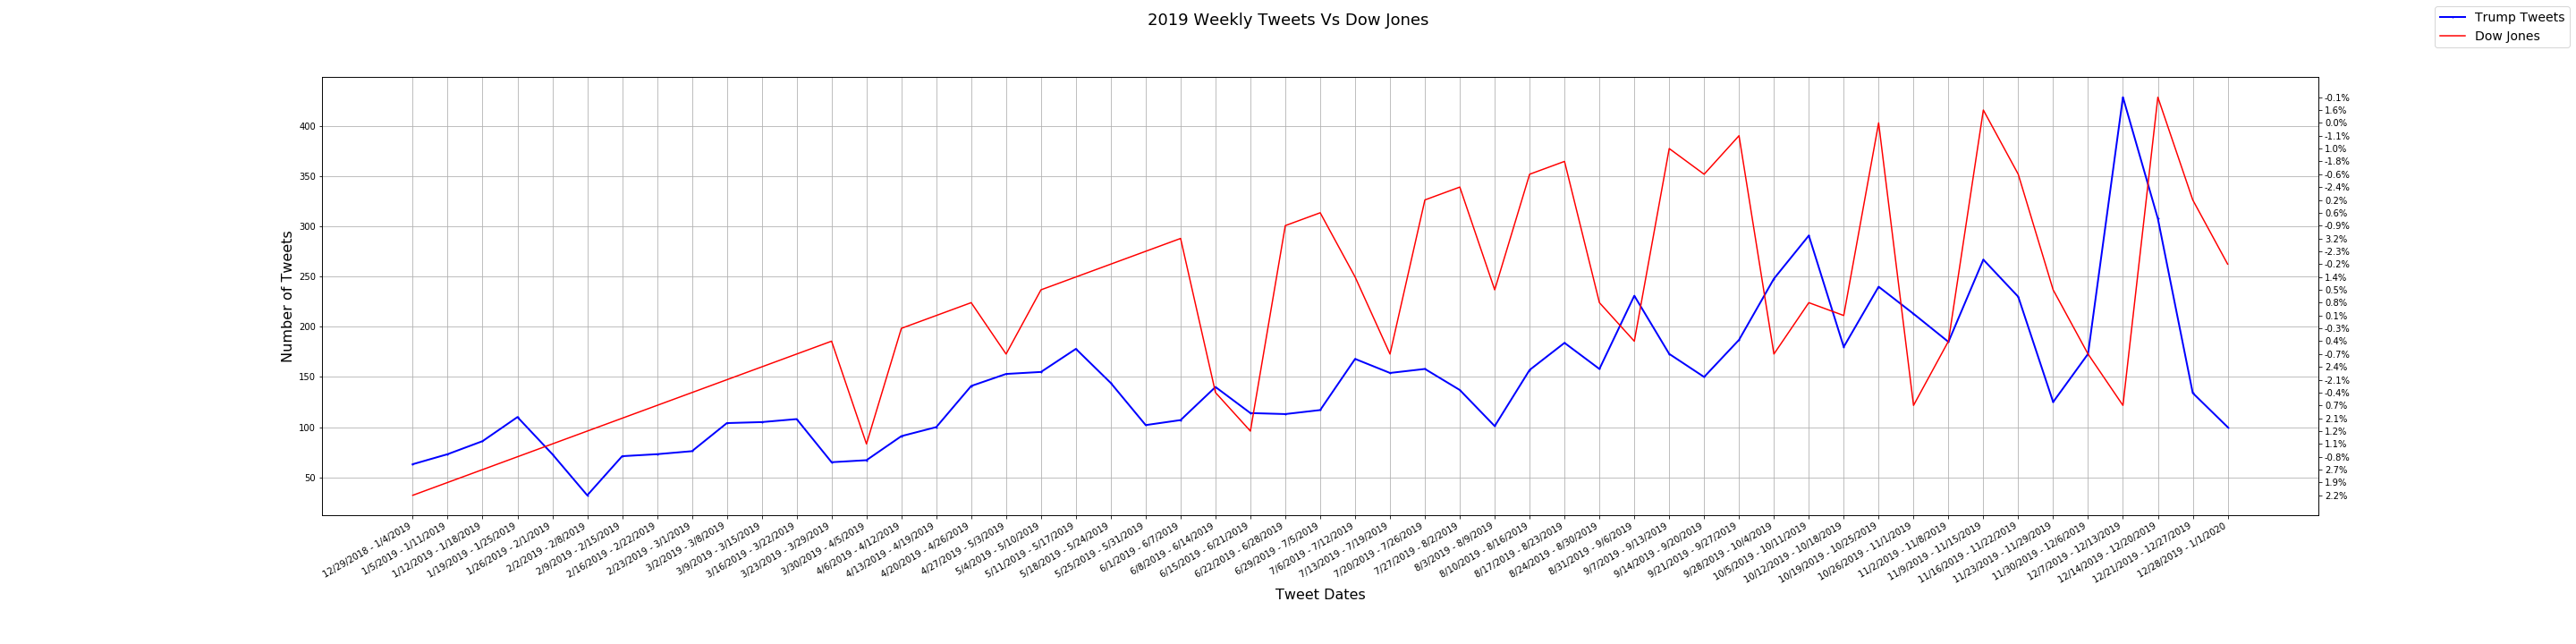 2019 Weekly Tweets Vs Dow Jones
Trump Tweets
Dow Jones
Number of Tweets
400
350
300
250
200
150
100
50
-0.1%
1.6%
0.0%
-1.1%
1.0%
-1.8%
-0.6%
-2.4%
0.2%
0.6%
-0.9%
3.2%
-2.3%
-0.2%
1.4%
0.5%
0.8%
0.1%
-0.3%
0.4%
-0.7%
2.4%
-2.1%
-0.4%
0.7%
2.1%
1.2%
1.1%
-0.8%
2.7%
1.9%
2.2%
12/29/2018 - 1/4/2019
1/5/2019 - 1/11/2019
1/12/2019 - 1/18/2019
1/19/2019 - 1/25/2019
1/26/2019 - 2/1/2019
2/2/2019 - 2/8/2019
2/9/2019 - 2/15/2019
2/16/2019 - 2/22/2019
2/23/2019 - 3/1/2019
3/2/2019 - 3/8/2019
3/9/2019 - 3/15/2019
3/16/2019 - 3/22/2019
3/23/2019 - 3/29/2019
3/30/2019 - 4/5/2019
4/6/2019 - 4/12/2019
4/13/2019 - 4/19/2019
4/20/2019 - 4/26/2019
4/27/2019 - 5/3/2019
5/4/2019 - 5/10/2019
5/11/2019 - 5/17/2019
5/18/2019 - 5/24/2019
5/25/2019 - 5/31/2019
6/1/2019 - 6/7/2019
6/8/2019 - 6/14/2019
6/15/2019 - 6/21/2019
6/22/2019 - 6/28/2019
6/29/2019 - 7/5/2019
7/6/2019 - 7/12/2019
7/13/2019 - 7/19/2019
7/20/2019 - 7/26/2019
7/27/2019 - 8/2/2019
8/3/2019 - 8/9/2019
8/10/2019 - 8/16/2019
8/17/2019 - 8/23/2019
8/24/2019 - 8/30/2019
8/31/2019 - 9/6/2019
9/7/2019 - 9/13/2019
9/14/2019 - 9/20/2019
9/21/2019 - 9/27/2019
9/28/2019 - 10/4/2019
10/5/2019 - 10/11/2019
10/12/2019 - 10/18/2019
10/19/2019 - 10/25/2019
10/26/2019 - 11/1/2019
11/2/2019 - 11/8/2019
11/9/2019 - 11/15/2019
11/16/2019 - 11/22/2019
11/23/2019 - 11/29/2019
11/30/2019 - 12/6/2019
12/7/2019 - 12/13/2019
12/14/2019 - 12/20/2019
12/21/2019 - 12/27/2019
12/28/2019 - 1/1/2020
Tweet Dates